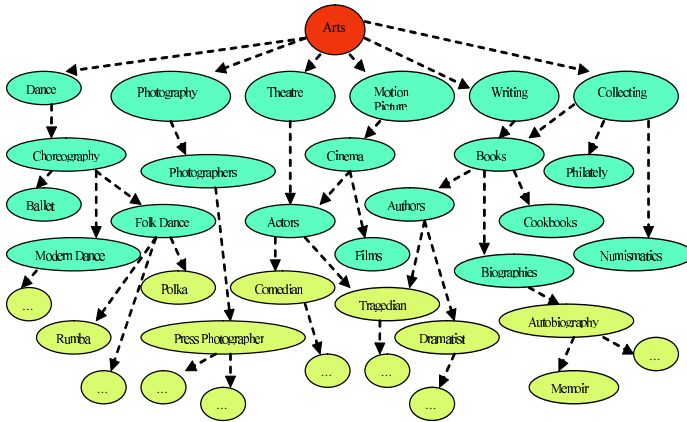 Arts
Dance
Photography
Theatre
Motion
Picture
Writing
Collecting
Choreography
Photographers
Cinema
Books
Philately
Ballet
Folk Dance
Actors
Authors
Cookbooks
Modern Dance
Films
Biographies
Numismatics
...
Polka
Comedian
Tragedian
Autobiography
Rumba
Press Photographer
Dramatist
...
...
...
...
...
...
Memoir
...